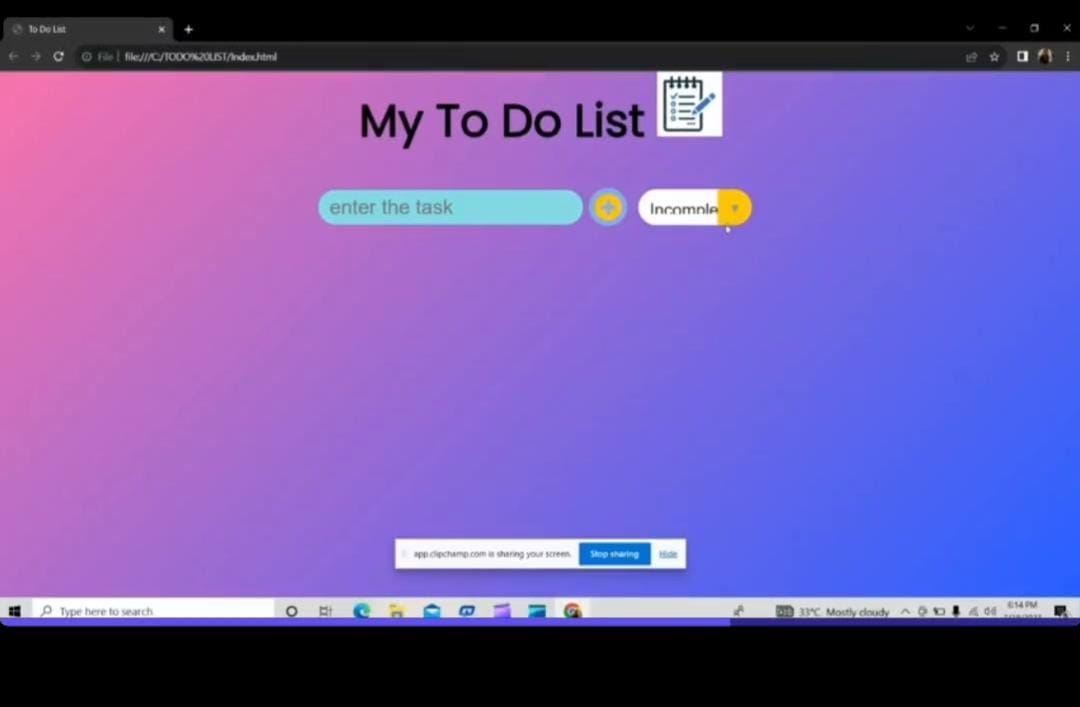 To Do List
File | file:///C:/TODO%20LIST/Index.html
My To Do List
enter the task
Incomple
app.clipchamp.com is sharing your screen.
Stop sharing
Hide
Type here to search
33°C Mostly cloudy
6:14 PM